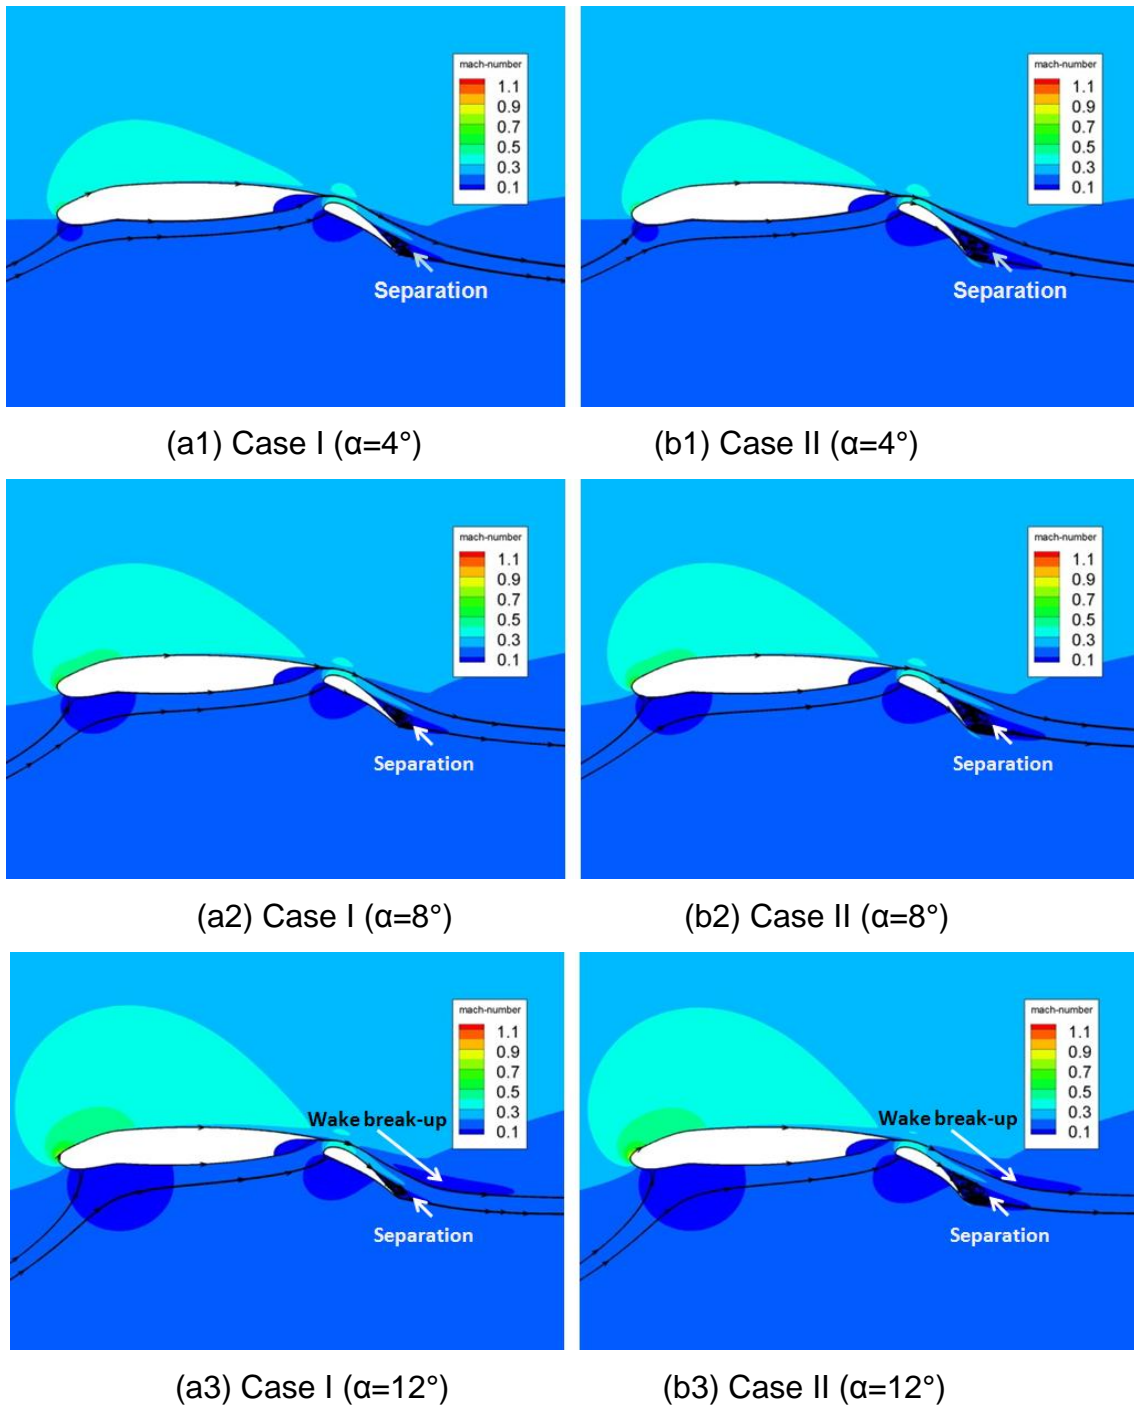 mach-number
1.1
0.9
0.7
0.5
0.3
0.1
Separation
mach-number
1.1
0.9
0.7
0.5
0.3
0.1
Separation
(a1) Case I (α=4°)
(b1) Case II (α=4°)
mach-number
1.1
0.9
0.7
0.5
0.3
0.1
Separation
mach-number
1.1
0.9
0.7
0.5
0.3
0.1
Separation
(a2) Case I (α=8°)
(b2) Case II (α=8°)
mach-number
1.1
0.9
0.7
0.5
0.3
0.1
Wake break-up
Separation
mach-number
1.1
0.9
0.7
0.5
0.3
0.1
Wake break-up
Separation
(a3) Case I (α=12°)
(b3) Case II (α=12°)